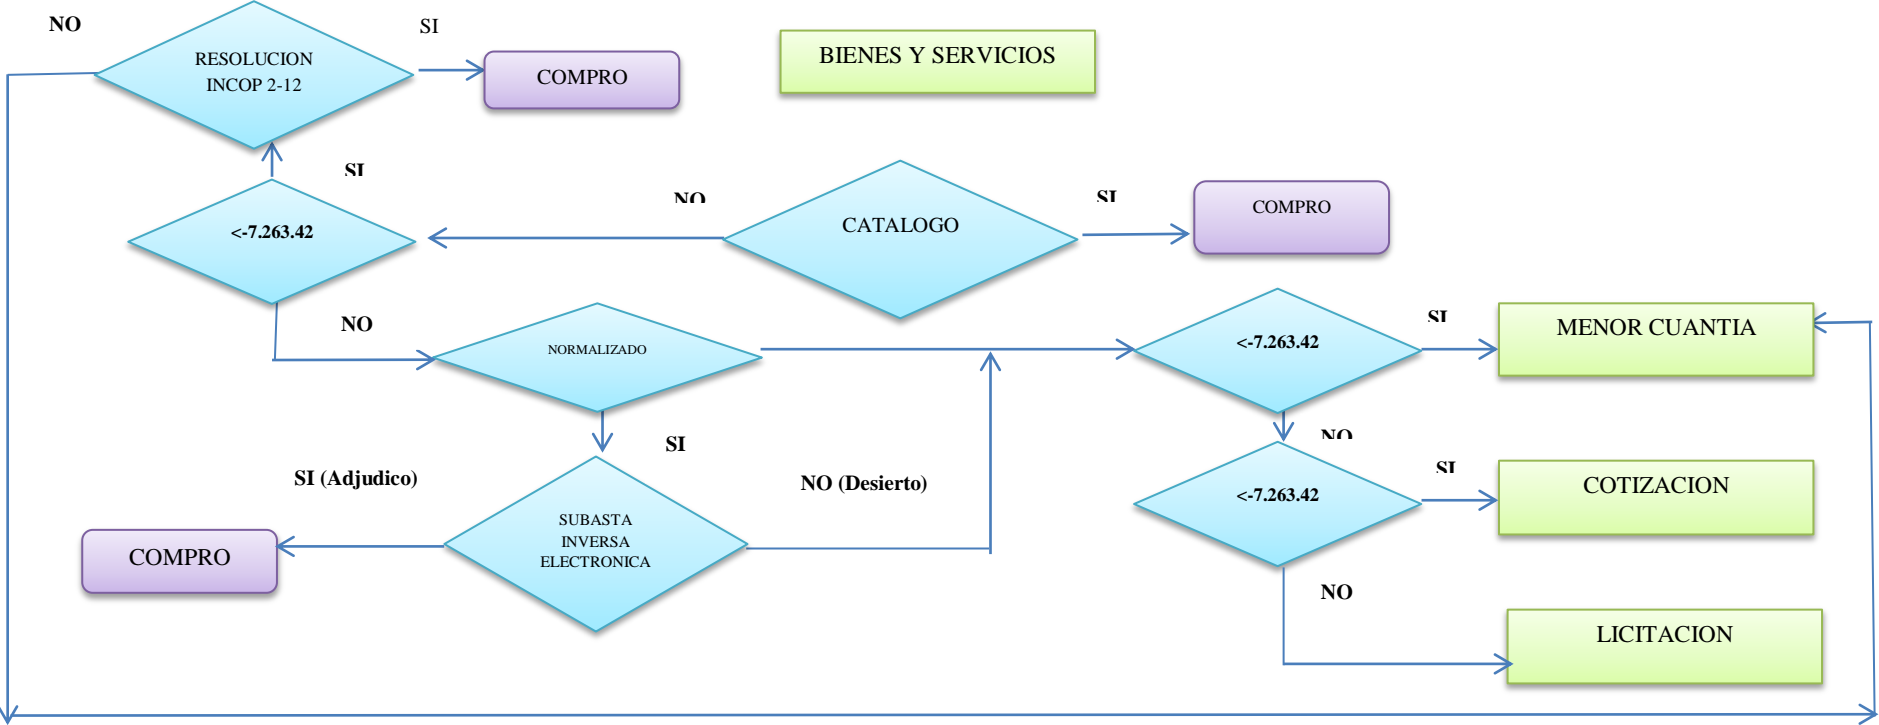 NO
SI
RESOLUCION
INCOP 2-12
COMPRO
BIENES Y SERVICIOS
SI
NO
CATALOGO
SI
COMPRO
<-7.263.42
NO
NORMALIZADO
<-7.263.42
SI
MENOR CUANTIA
SI
NO
SI (Adjudico)
NO (Desierto)
<-7.263.42
SI
COTIZACION
SUBASTA
INVERSA
ELECTRONICA
COMPRO
NO
LICITACION